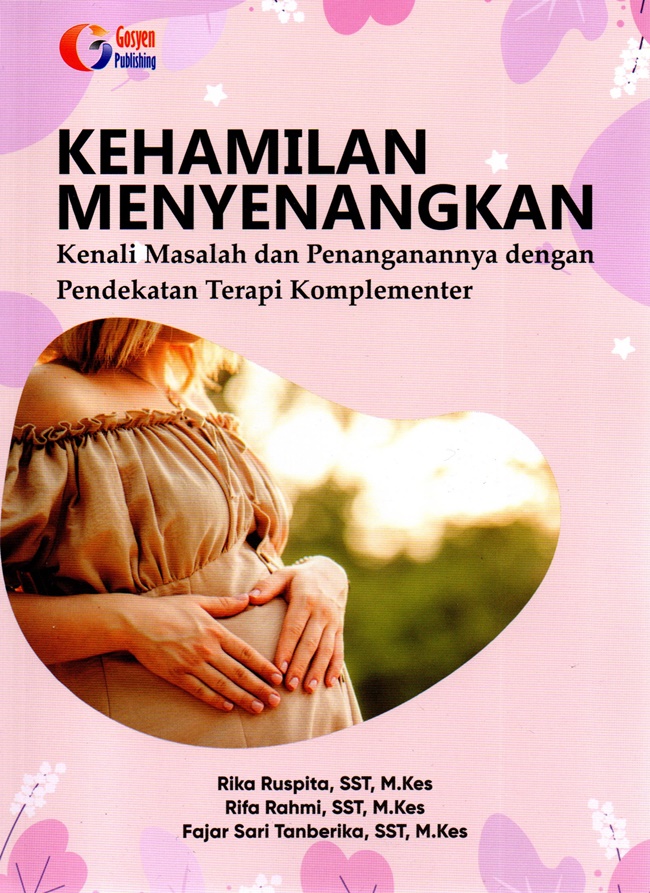 Gosyen
Publishing
KEHAMILAN
MENYENANGKAN
Kenali Masalah dan Penanganannya dengan
Pendekatan Terapi Komplementer
Rika Ruspita, SST, M.Kes
Rifa Rahmi, SST, M.Kes
Fajar Sari Tanberika, SST, M.Kes